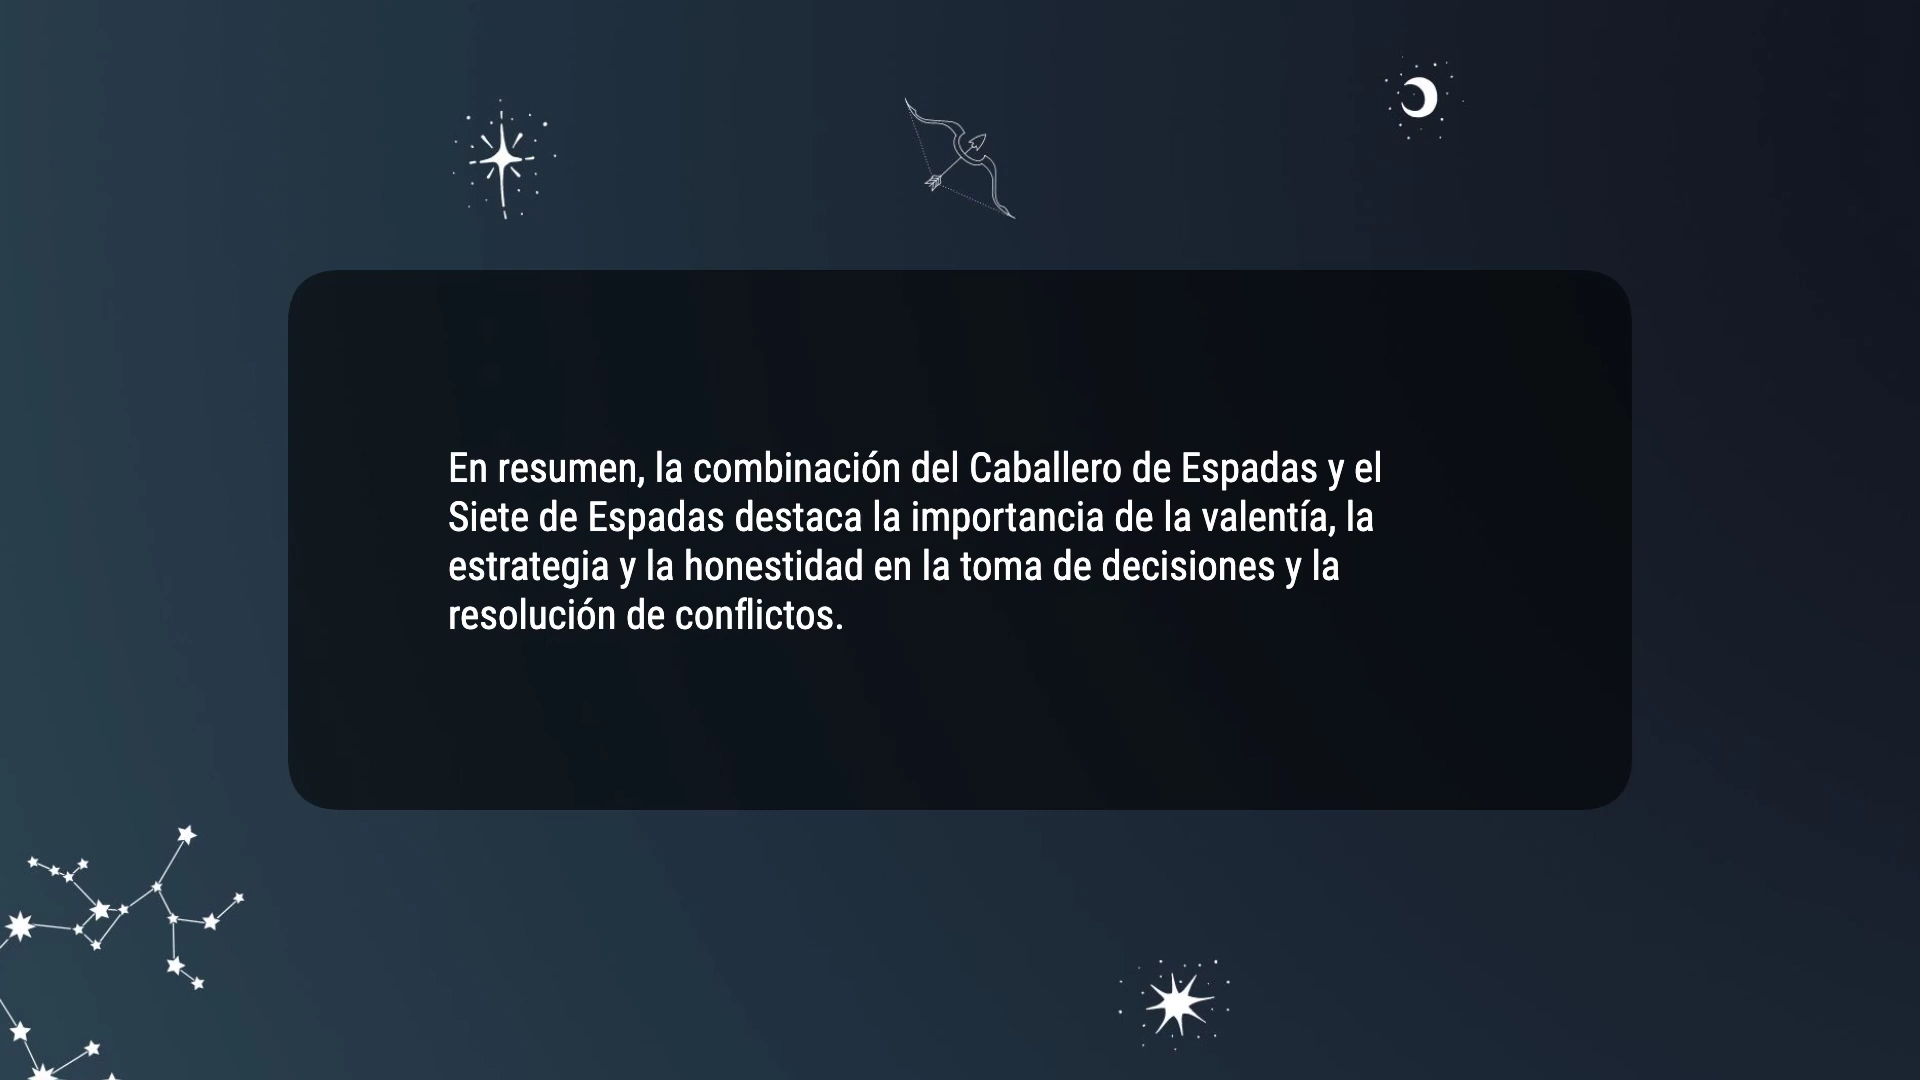 En resumen, la combinación del Caballero de Espadas y el
Siete de Espadas destaca la importancia de la valentía, la
estrategia y la honestidad en la toma de decisiones y la
resolución de conflictos.